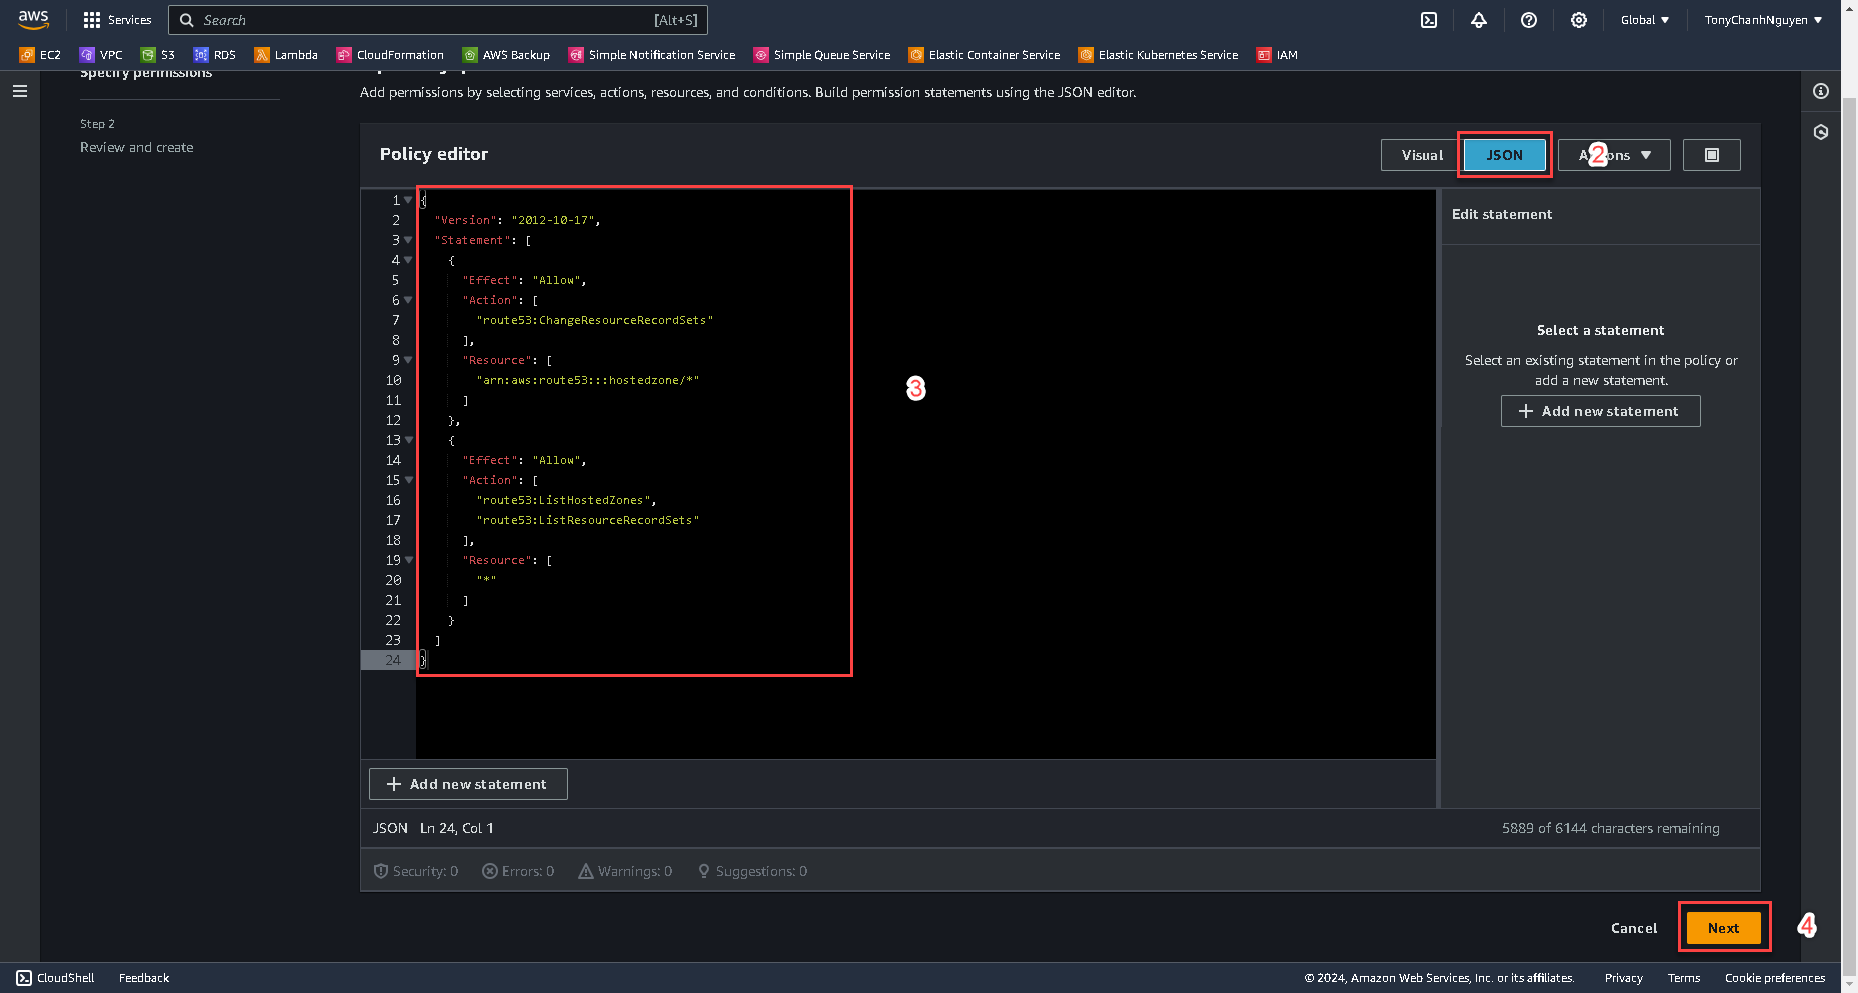 aws
Services
Search
[Alt+S]
Global ▼
TonyChanhNguyen ▼
EC2
VPC
S3
RDS
Lambda
CloudFormation
AWS Backup
Simple Notification Service
Simple Queue Service
Elastic Container Service
Elastic Kubernetes Service
IAM
Specify permissions
Step 2
Review and create
Add permissions by selecting services, actions, resources, and conditions. Build permission statements using the JSON editor.
Policy editor
Visual
JSON
2
3
1 {
2 "Version": "2012-10-17",
3 "Statement": [
4 {
5 "Effect": "Allow",
6 "Action": [
7 "route53:ChangeResourceRecordSets"
8 ],
9 "Resource": [
10 "arn:aws:route53:::hostedzone/*"
11 ]
12 },
13 {
14 "Effect": "Allow",
15 "Action": [
16 "route53:ListHostedZones",
17 "route53:ListResourceRecordSets"
18 ],
19 "Resource": [
20 "*"
21 ]
22 }
23 ]
24 }
Edit statement
Select a statement
Select an existing statement in the policy or
add a new statement.
+ Add new statement
+ Add new statement
JSON Ln 24, Col 1
5889 of 6144 characters remaining
Security: 0
Errors: 0
Warnings: 0
Suggestions: 0
Cancel
Next
4
CloudShell
Feedback
© 2024, Amazon Web Services, Inc. or its affiliates.
Privacy
Terms
Cookie preferences